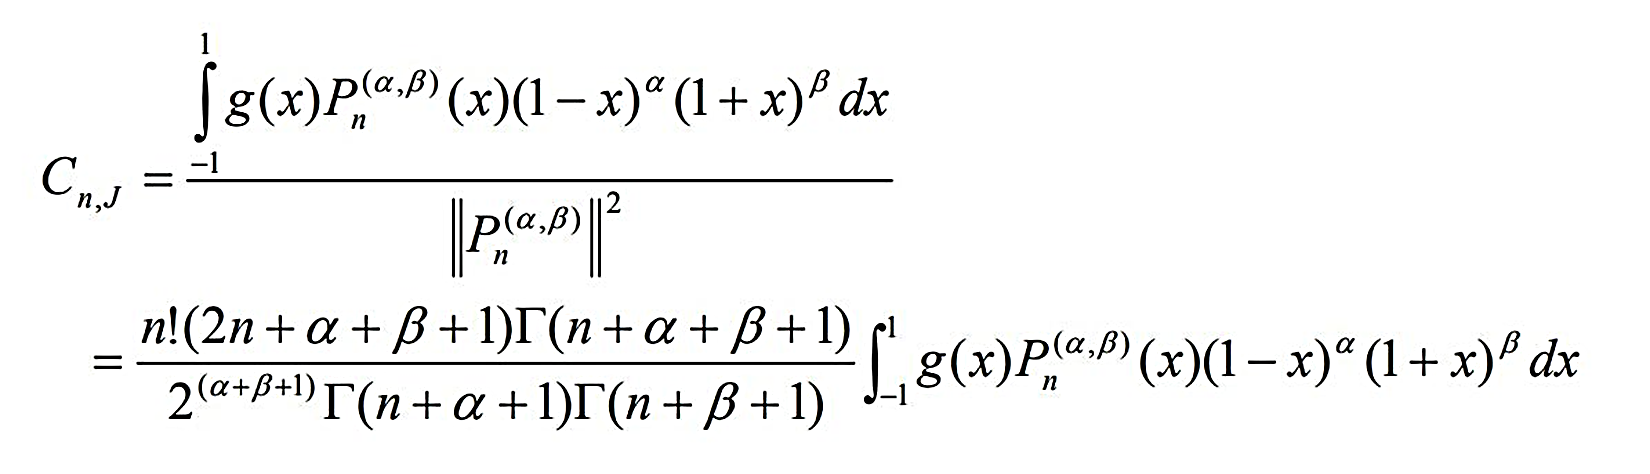 C_{n,J} = \frac{\int_{-1}^{1} g(x) P_n^{(\alpha,\beta)}(x)(1-x)^{\alpha}(1+x)^{\beta} dx}{\left\| P_n^{(\alpha,\beta)} \right\|^2}
= \frac{n!(2n+\alpha+\beta+1)\Gamma(n+\alpha+\beta+1)}{2^{(\alpha+\beta+1)}\Gamma(n+\alpha+1)\Gamma(n+\beta+1)} \int_{-1}^{1} g(x) P_n^{(\alpha,\beta)}(x)(1-x)^{\alpha}(1+x)^{\beta} dx